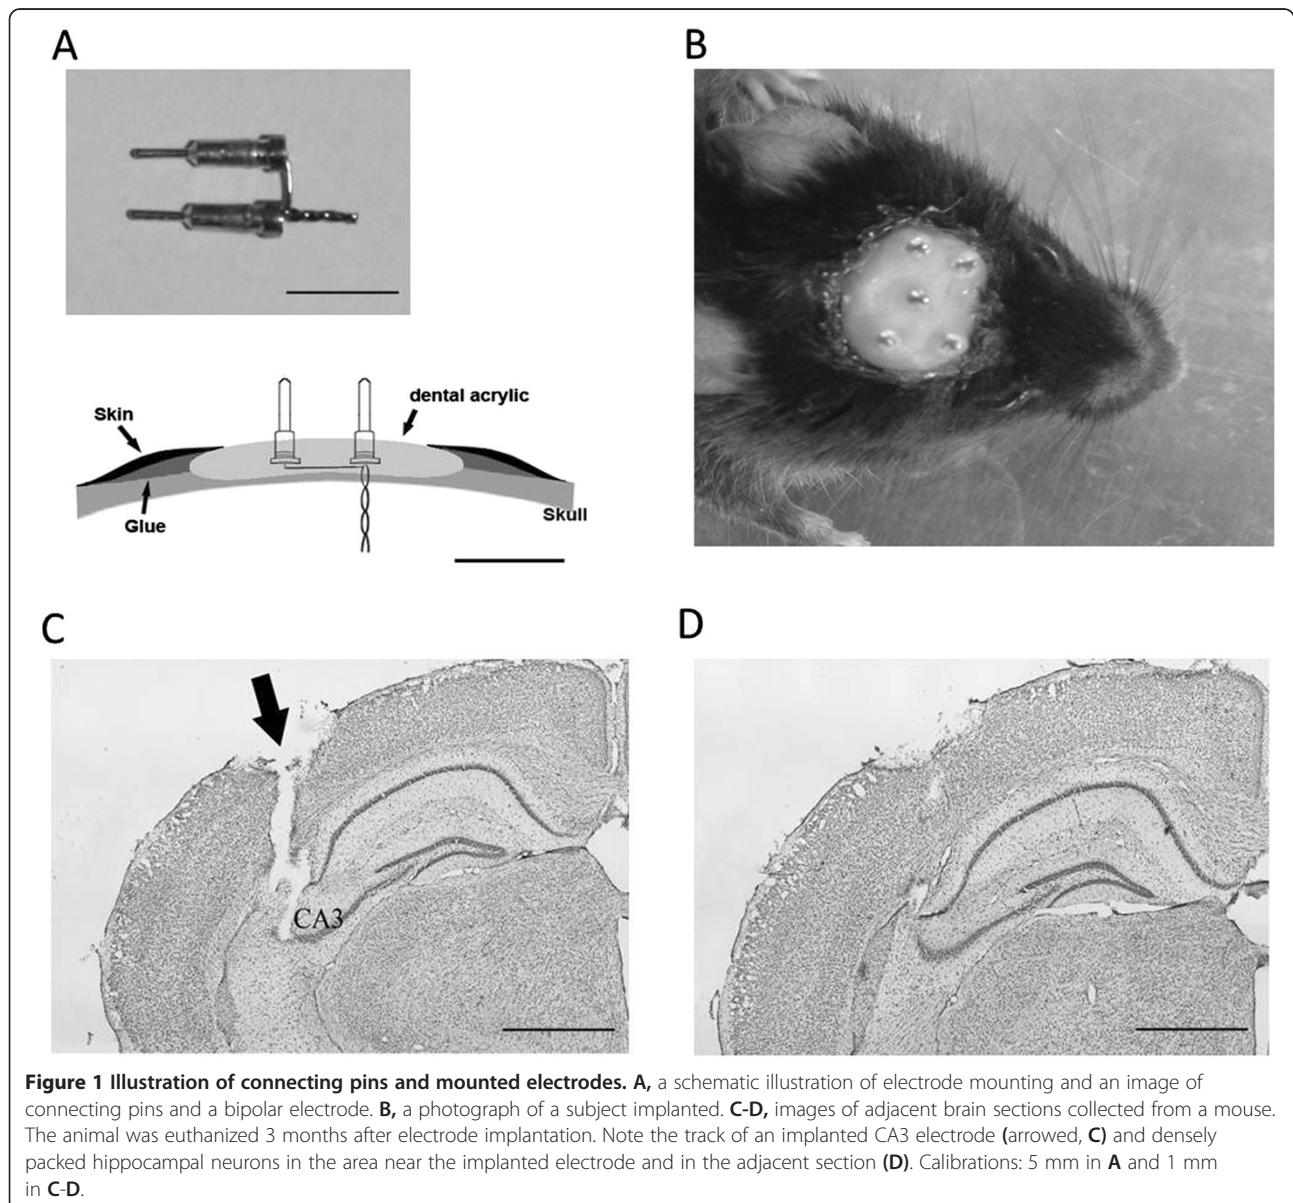 A
B
dental acrylic
Skin
Glue
Skull
C
D
CA3
Figure 1 Illustration of connecting pins and mounted electrodes. A, a schematic illustration of electrode mounting and an image of
connecting pins and a bipolar electrode. B, a photograph of a subject implanted. C-D, images of adjacent brain sections collected from a mouse.
The animal was euthanized 3 months after electrode implantation. Note the track of an implanted CA3 electrode (arrowed, C) and densely
packed hippocampal neurons in the area near the implanted electrode and in the adjacent section (D). Calibrations: 5 mm in A and 1 mm
in C-D.